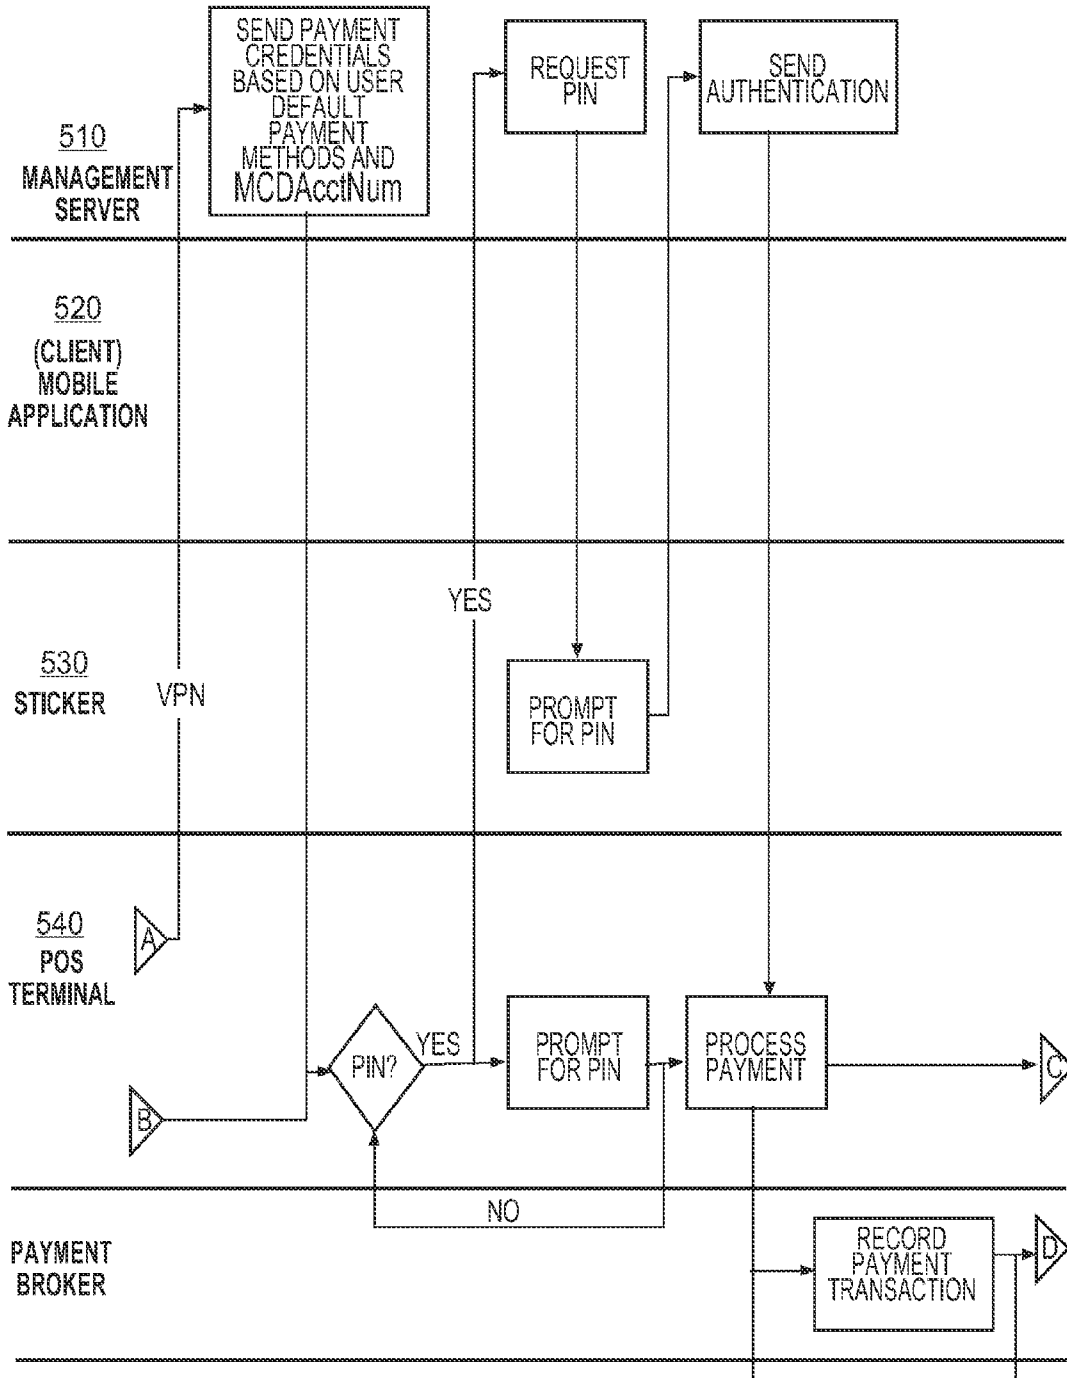 SEND PAYMENT
CREDENTIALS
BASED ON USER
DEFAULT
PAYMENT
METHODS AND
MCDAcctNum
REQUEST
PIN
SEND
AUTHENTICATION
510
MANAGEMENT
SERVER
520
(CLIENT)
MOBILE
APPLICATION
YES
530
STICKER
VPN
PROMPT
FOR PIN
540
POS
TERMINAL
A
B
PIN?
YES
PROMPT
FOR PIN
PROCESS
PAYMENT
C
NO
PAYMENT
BROKER
RECORD
PAYMENT
TRANSACTION
D